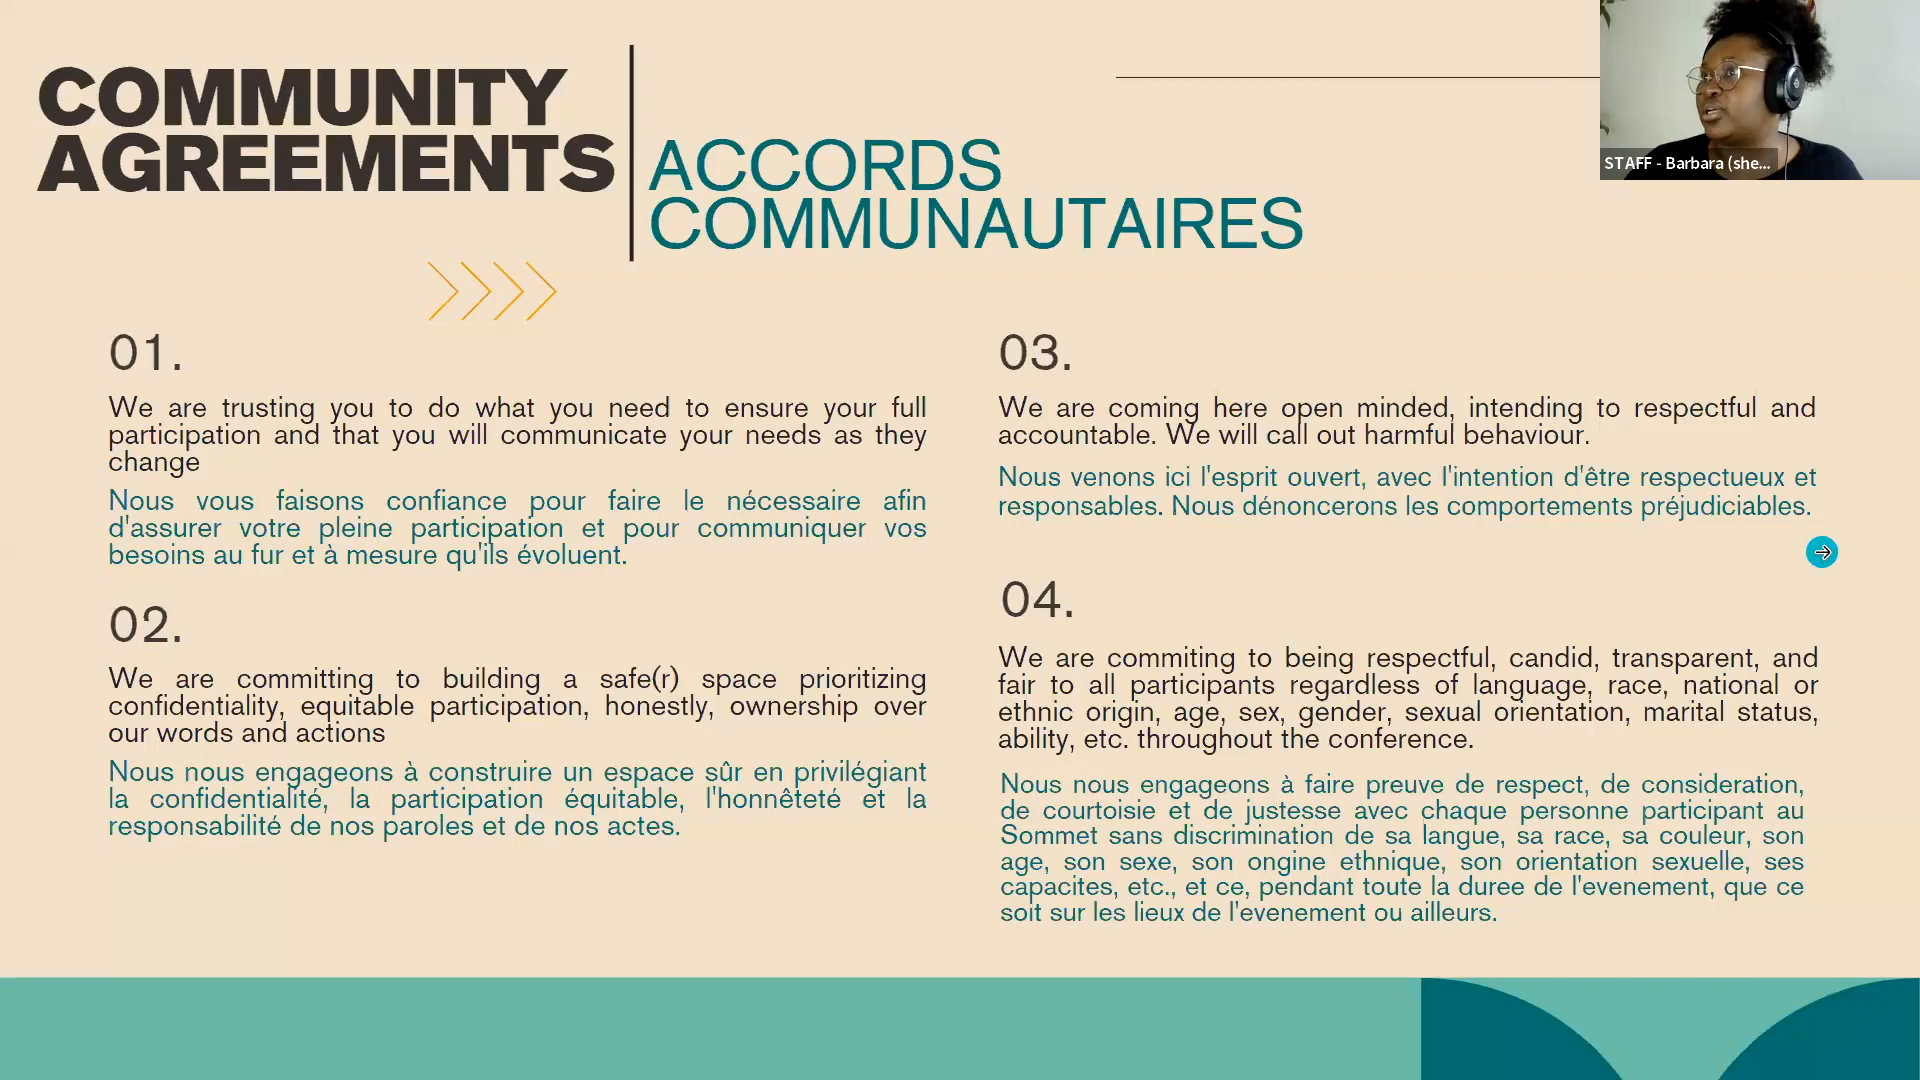 COMMUNITY
AGREEMENTS
ACCORDS
COMMUNAUTAIRES
STAFF - Barbara (she...
01.
We are trusting you to do what you need to ensure your full
participation and that you will communicate your needs as they
change
Nous vous faisons confiance pour faire le nécessaire afin
d'assurer votre pleine participation et pour communiquer vos
besoins au fur et à mesure qu'ils évoluent.
02.
We are committing to building a safe(r) space prioritizing
confidentiality, equitable participation, honestly, ownership over
our words and actions
Nous nous engageons à construire un espace sûr en privilégiant
la confidentialité, la participation équitable, l'honnêteté et la
responsabilité de nos paroles et de nos actes.
03.
We are coming here open minded, intending to respectful and
accountable. We will call out harmful behaviour.
Nous venons ici l'esprit ouvert, avec l'intention d'être respectueux et
responsables. Nous dénoncerons les comportements préjudiciables.
04.
We are commiting to being respectful, candid, transparent, and
fair to all participants regardless of language, race, national or
ethnic origin, age, sex, gender, sexual orientation, marital status,
ability, etc. throughout the conference.
Nous nous engageons à faire preuve de respect, de consideration,
de courtoisie et de justesse avec chaque personne participant au
Sommet sans discrimination de sa langue, sa race, sa couleur, son
age, son sexe, son ongine ethnique, son orientation sexuelle, ses
capacites, etc., et ce, pendant toute la duree de l'evenement, que ce
soit sur les lieux de l'evenement ou ailleurs.